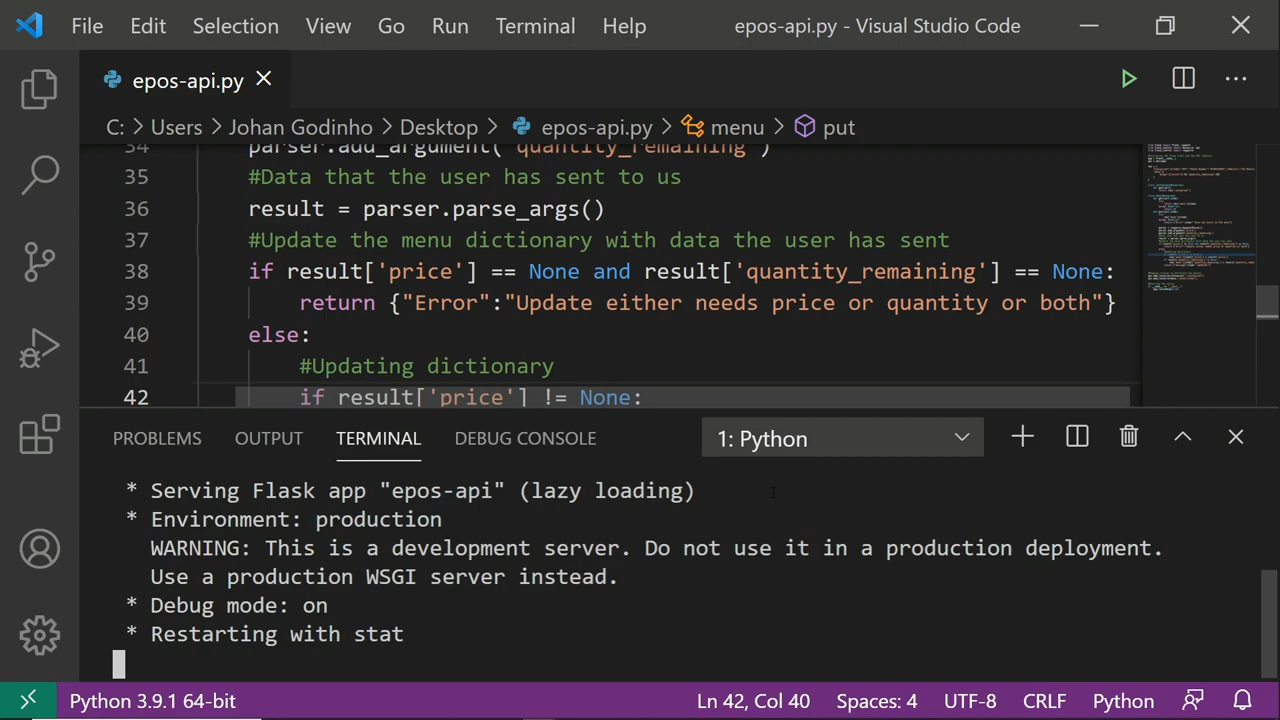 File Edit Selection View Go Run Terminal Help epos-api.py - Visual Studio Code
epos-api.py
C: > Users > Johan Godinho > Desktop > epos-api.py > menu > put
34 parser.add_argument("quantity_remaining")
35 #Data that the user has sent to us
36 result = parser.parse_args()
37 #Update the menu dictionary with data the user has sent
38 if result['price'] == None and result['quantity_remaining'] == None:
39 return {"Error":"Update either needs price or quantity or both"}
40 else:
41 #Updating dictionary
42 if result['price'] != None:
PROBLEMS OUTPUT TERMINAL DEBUG CONSOLE 1: Python
* Serving Flask app "epos-api" (lazy loading)
* Environment: production
WARNING: This is a development server. Do not use it in a production deployment.
Use a production WSGI server instead.
* Debug mode: on
* Restarting with stat
Python 3.9.1 64-bit Ln 42, Col 40 Spaces: 4 UTF-8 CRLF Python